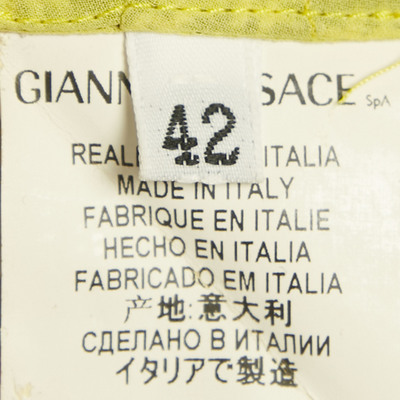 GIANN SACE SpA
42
REALE ITALIA
MADE IN ITALY
FABRIQUE EN ITALIE
HECHO EN ITALIA
FABRICADO EM ITALIA
产地:意大利
СДЕЛАНО В ИТАЛИИ
イタリアで製造